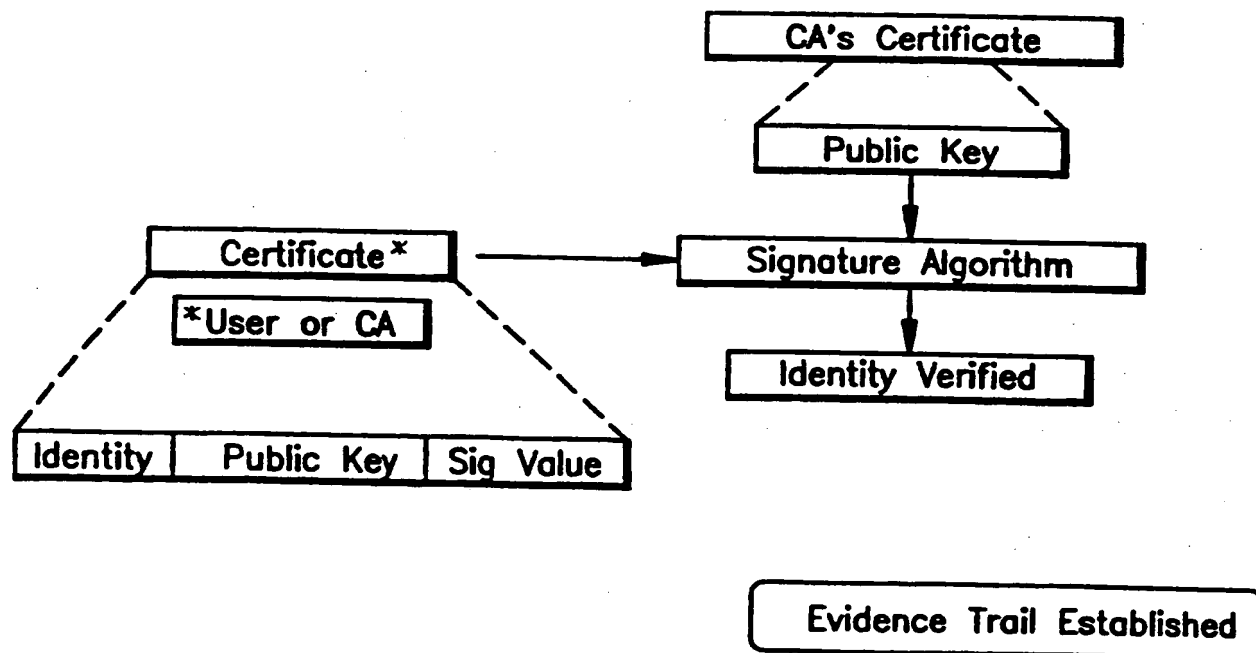 CA's Certificate
Public Key
Certificate*
Signature Algorithm
*User or CA
Identity Verified
Identity Public Key Sig Value
Evidence Trail Established